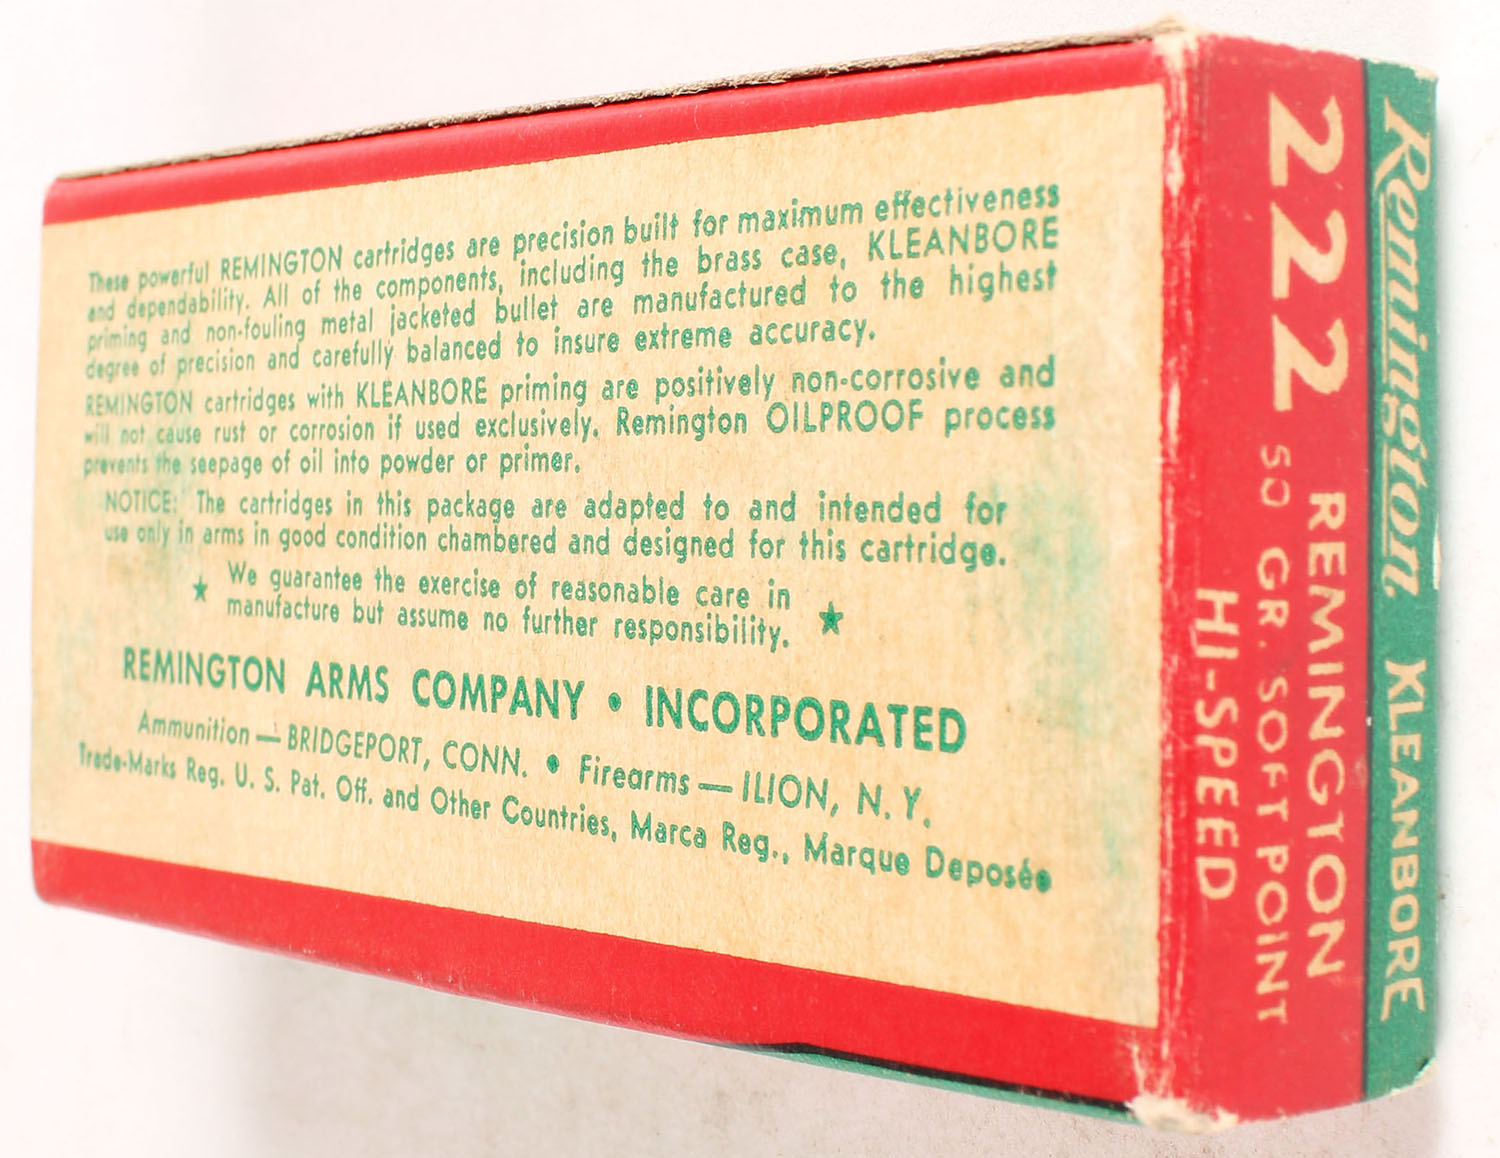 These powerful REMINGTON cartridges are precision built for maximum effectiveness
and dependability. All of the components, including the brass case, KLEANBORE
priming and non-fouling metal jacketed bullet are manufactured to the highest
degree of precision and carefully balanced to insure extreme accuracy.
REMINGTON cartridges with KLEANBORE priming are positively non-corrosive and
will not cause rust or corrosion if used exclusively. Remington OILPROOF process
prevents the seepage of oil into powder or primer.
NOTICE: The cartridges in this package are adapted to and intended for
use only in arms in good condition chambered and designed for this cartridge.
★ We guarantee the exercise of reasonable care in
manufacture but assume no further responsibility. ★
REMINGTON ARMS COMPANY • INCORPORATED
Ammunition — BRIDGEPORT, CONN. • Firearms — ILION, N. Y.
Trade-Marks Reg. U. S. Pat. Off. and Other Countries, Marca Reg., Marque Deposée
Remington KLEANBORE
222 REMINGTON
50 GR. SOFT POINT
HI-SPEED